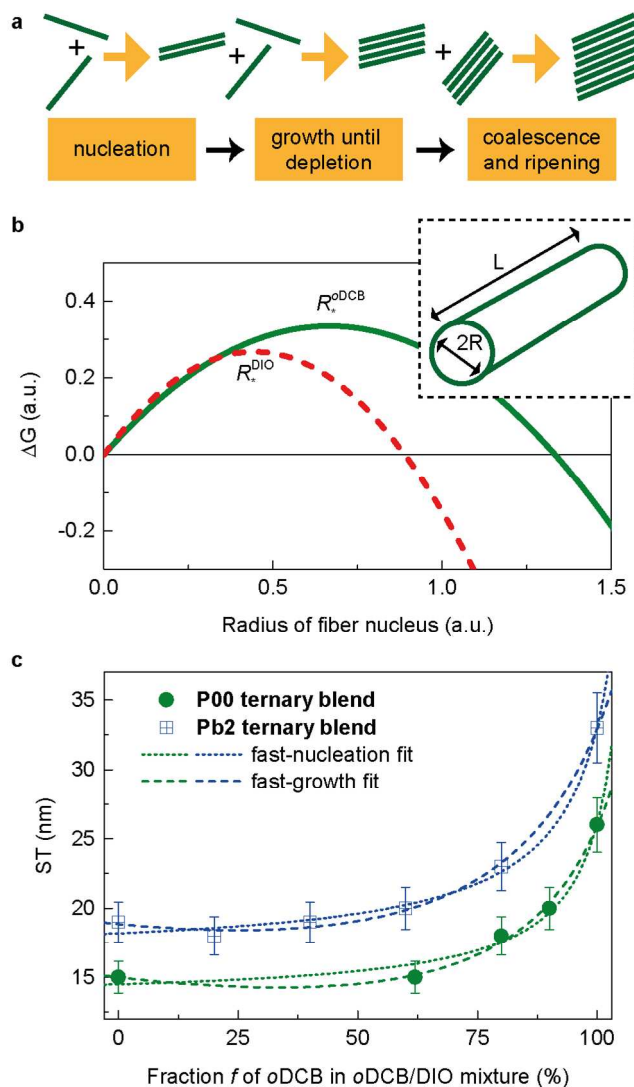 a
+
+
+
nucleation
growth until
depletion
coalescence
and ripening
b
ΔG (a.u.)
0.4
0.2
0.0
-0.2
R*^oDCB
R*^DIO
L
2R
0.0
0.5
1.0
1.5
Radius of fiber nucleus (a.u.)
c
ST (nm)
35
30
25
20
15
P00 ternary blend
Pb2 ternary blend
fast-nucleation fit
fast-growth fit
0
25
50
75
100
Fraction f of oDCB in oDCB/DIO mixture (%)